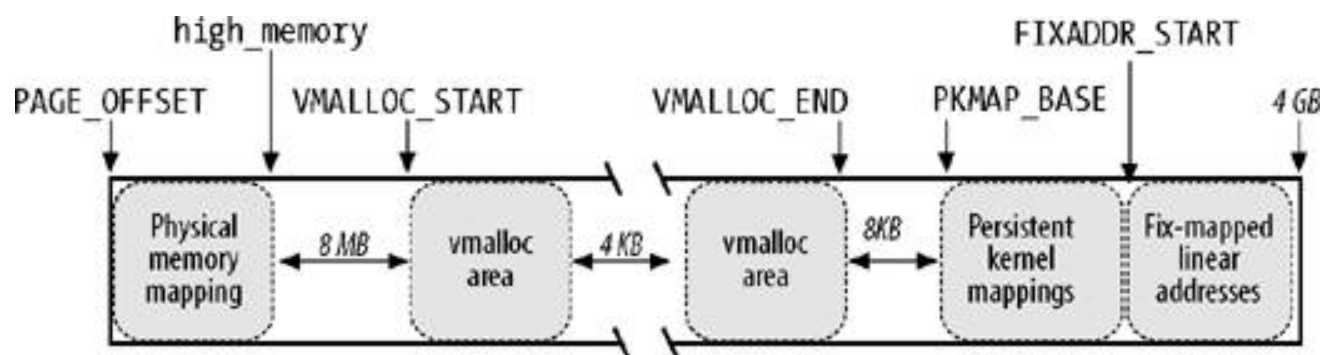 high_memory
FIXADDR_START
PAGE_OFFSET
VMALLOC_START
VMALLOC_END
PKMAP_BASE
4 GB
Physical
memory
mapping
8 MB
vmalloc
area
4 KB
vmalloc
area
8KB
Persistent
kernel
mappings
Fix-mapped
linear
addresses